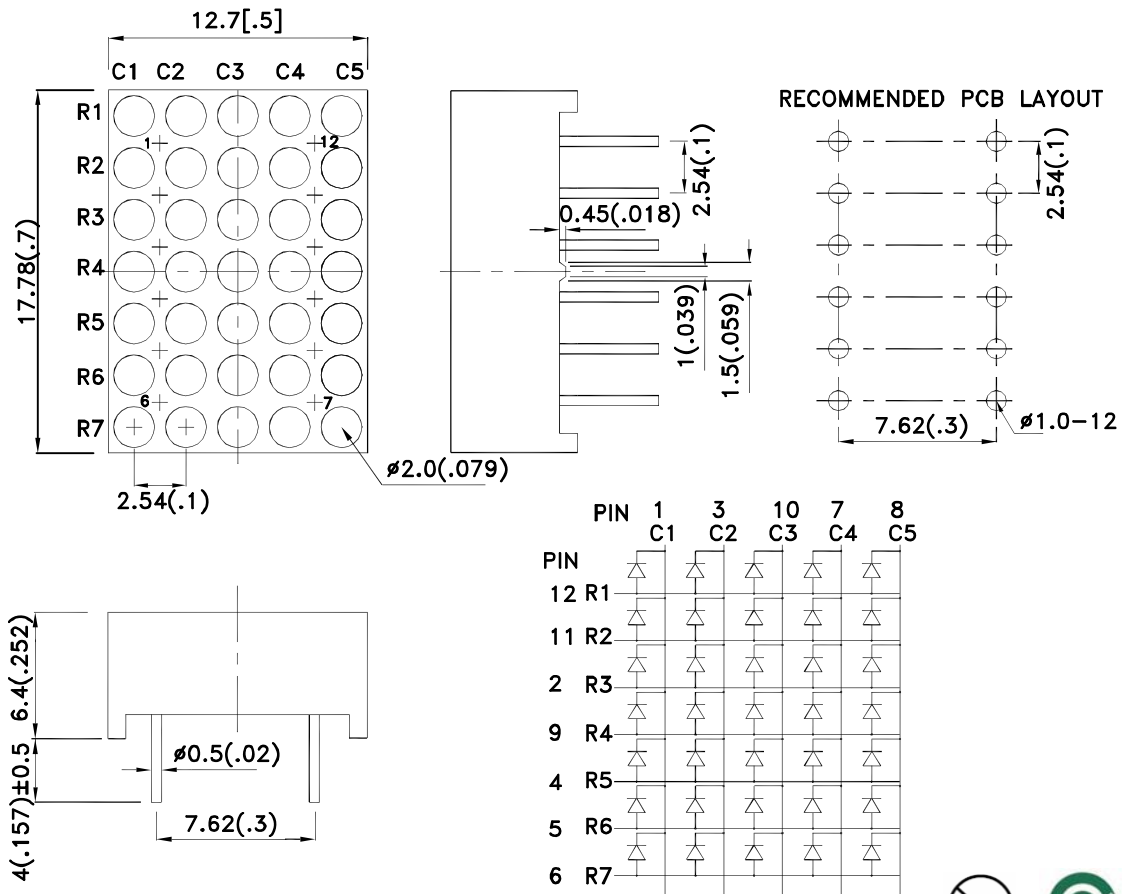 12.7[.5]
C1 C2 C3 C4 C5
R1
R2
R3
R4
R5
R6
R7
1
12
6
7
17.78(.7)
2.54(.1)
ø2.0(.079)
2.54(.1)
0.45(.018)
1(.039)
1.5(.059)
RECOMMENDED PCB LAYOUT
2.54(.1)
7.62(.3)
ø1.0-12
6.4(.252)
4(.157)±0.5
ø0.5(.02)
7.62(.3)
PIN 1 3 10 7 8
C1 C2 C3 C4 C5
PIN
12 R1
11 R2
2 R3
9 R4
4 R5
5 R6
6 R7